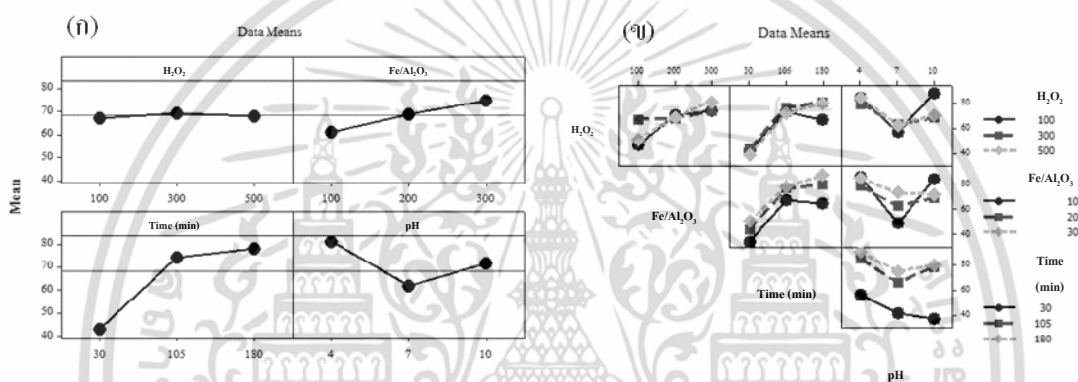 (ก)
Data Means
H₂O₂
Fe/Al₂O₃
80
70
60
50
40
100 300 500
100 200 300
Mean
Time (min)
pH
80
70
60
50
40
30 105 180
4 7 10
(ข)
Data Means
100 200 300
30 105 180
4 7 10
H₂O₂
80
60
40
H₂O₂
100
300
500
Fe/Al₂O₃
80
60
40
Fe/Al₂O₃
10
20
30
Time (min)
80
60
40
Time
(min)
30
105
180
pH